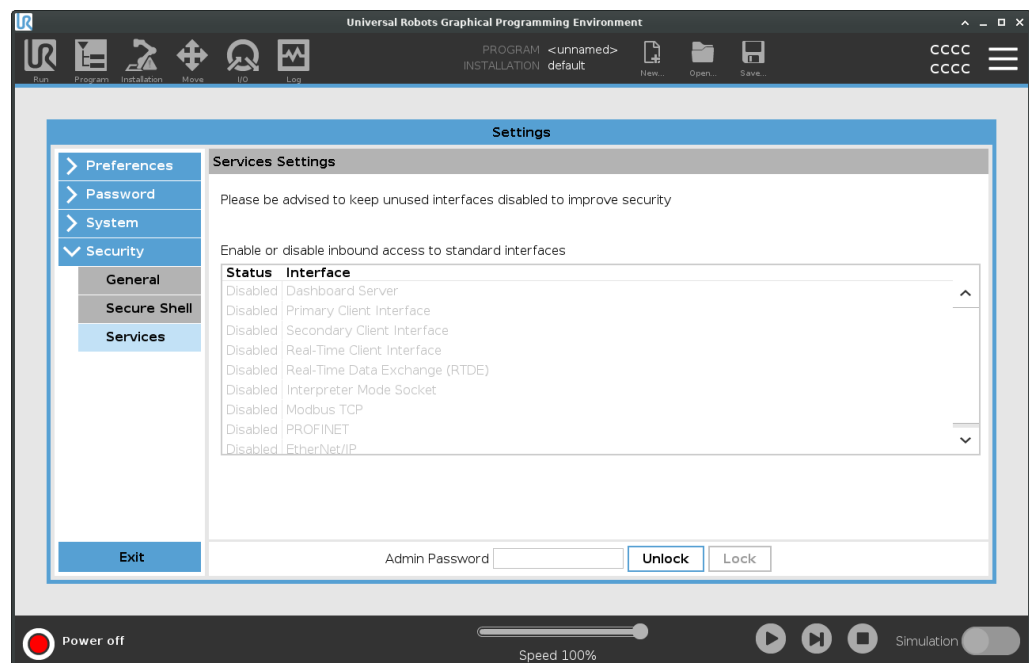 UR
Universal Robots Graphical Programming Environment
UR
Run
Program
Installation
Move
I/O
Log
PROGRAM <unnamed>
INSTALLATION default
New...
Open...
Save...
CCCC
CCCC
Settings
Preferences
Password
System
Security
General
Secure Shell
Services
Exit
Services Settings
Please be advised to keep unused interfaces disabled to improve security
Enable or disable inbound access to standard interfaces
Status Interface
Disabled Dashboard Server
Disabled Primary Client Interface
Disabled Secondary Client Interface
Disabled Real-Time Client Interface
Disabled Real-Time Data Exchange (RTDE)
Disabled Interpreter Mode Socket
Disabled Modbus TCP
Disabled PROFINET
Disabled EtherNet/IP
Admin Password Unlock Lock
Power off
Speed 100%
Simulation